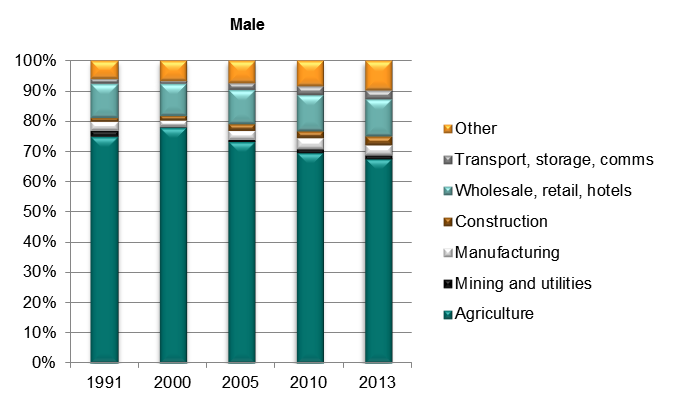 Male
100%
90%
80%
70%
60%
50%
40%
30%
20%
10%
0%
1991 2000 2005 2010 2013
Other
Transport, storage, comms
Wholesale, retail, hotels
Construction
Manufacturing
Mining and utilities
Agriculture